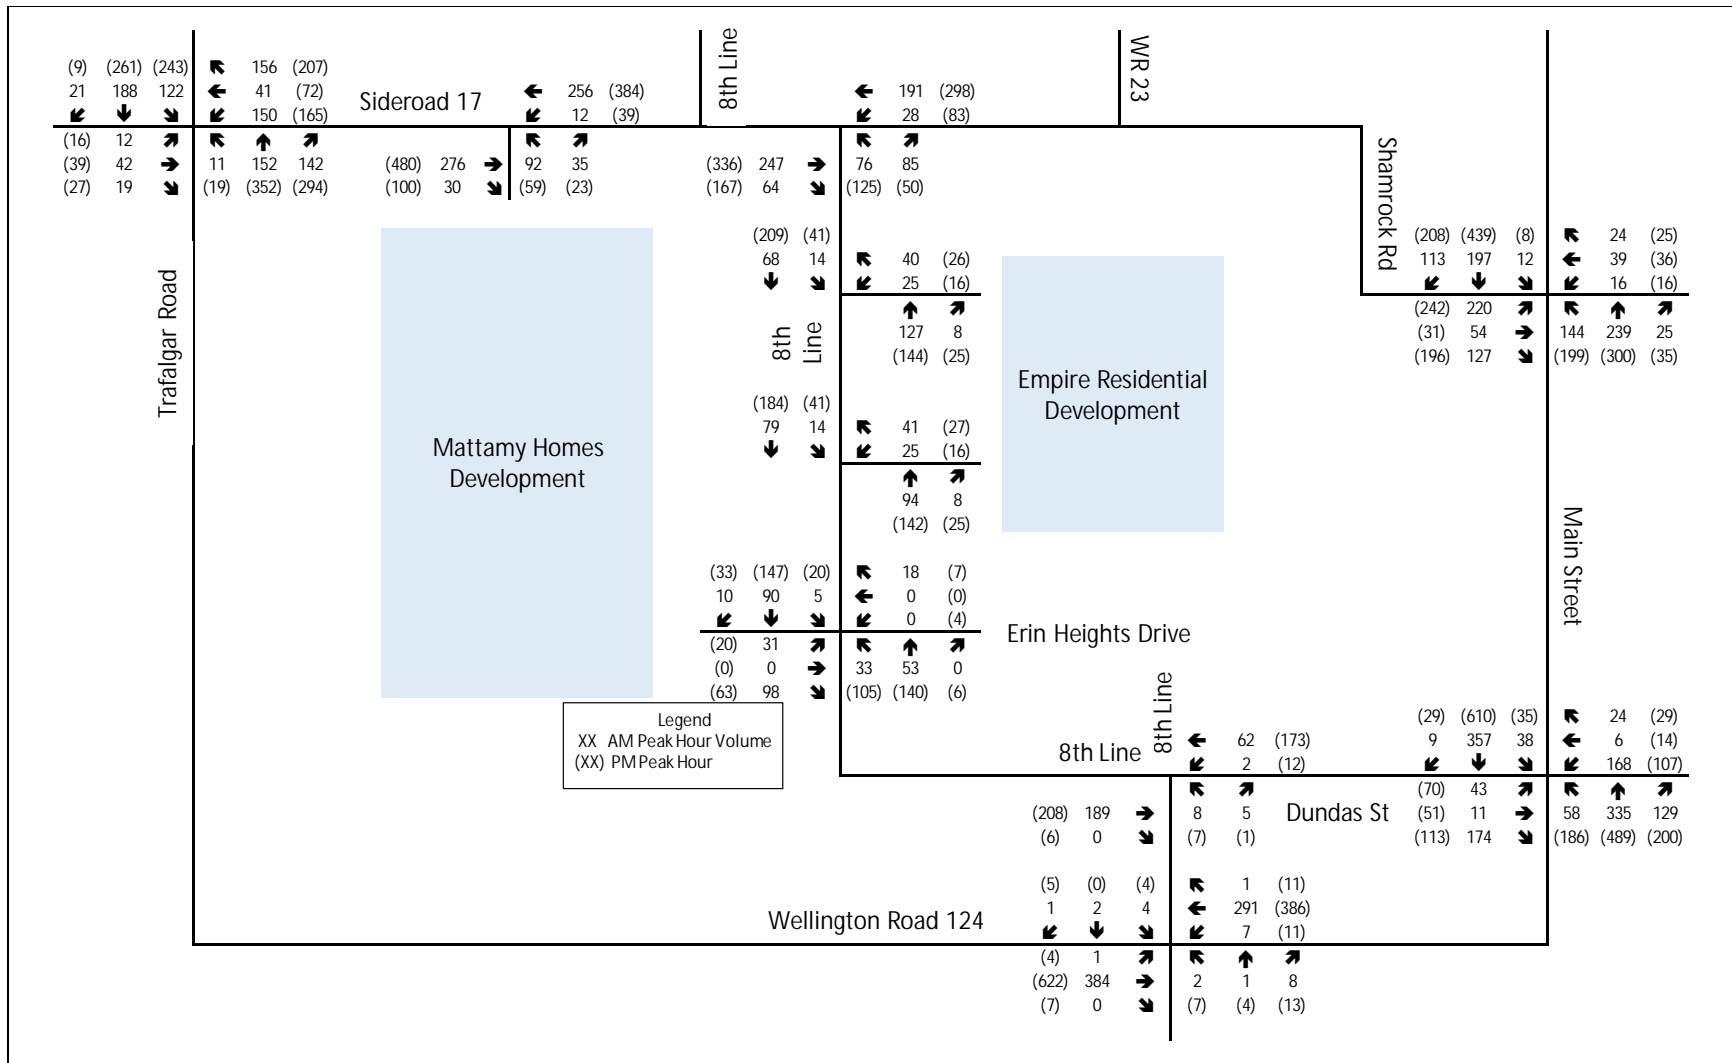 (9) (261) (243) 156 (207)
21 188 122 41 (72)
150 (165)
(16) 12
(39) 42 11 152 142
(27) 19 (19) (352) (294)
Sideroad 17
256 (384)
12 (39)
(480) 276 92 35
(100) 30 (59) (23)
8th Line
191 (298)
28 (83)
(336) 247 76 85
(167) 64 (125) (50)
WR 23
Shamrock Rd
(209) (41)
68 14 40 (26)
25 (16)
127 8
(144) (25)
8th
Line
(208) (439) (8) 24 (25)
113 197 12 39 (36)
16 (16)
(242) 220
(31) 54 144 239 25
(196) 127 (199) (300) (35)
Trafalgar Road
Empire Residential
Development
(184) (41)
79 14 41 (27)
25 (16)
94 8
(142) (25)
Mattamy Homes
Development
Main Street
(33) (147) (20) 18 (7)
10 90 5 0 (0)
0 (4)
(20) 31
(0) 0 33 53 0
(63) 98 (105) (140) (6)
Erin Heights Drive
Legend
XX AM Peak Hour Volume
(XX) PM Peak Hour
8th Line
8th Line
62 (173)
2 (12)
(208) 189 8 5
(6) 0 (7) (1)
Dundas St
(29) (610) (35) 24 (29)
9 357 38 6 (14)
168 (107)
(70) 43
(51) 11 58 335 129
(113) 174 (186) (489) (200)
Wellington Road 124
(5) (0) (4) 1 (11)
1 2 4 291 (386)
7 (11)
(4) 1
(622) 384 2 1 8
(7) 0 (7) (4) (13)